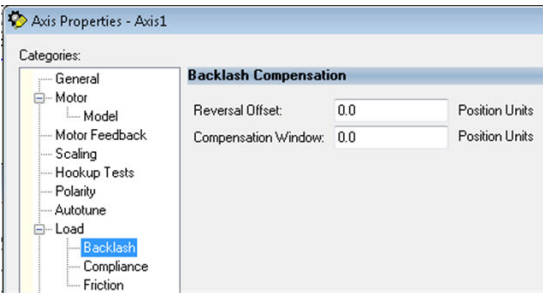 Axis Properties - Axis1
Categories:
General
Motor
Model
Motor Feedback
Scaling
Hookup Tests
Polarity
Autotune
Load
Backlash
Compliance
Friction
Backlash Compensation
Reversal Offset: 0.0 Position Units
Compensation Window: 0.0 Position Units